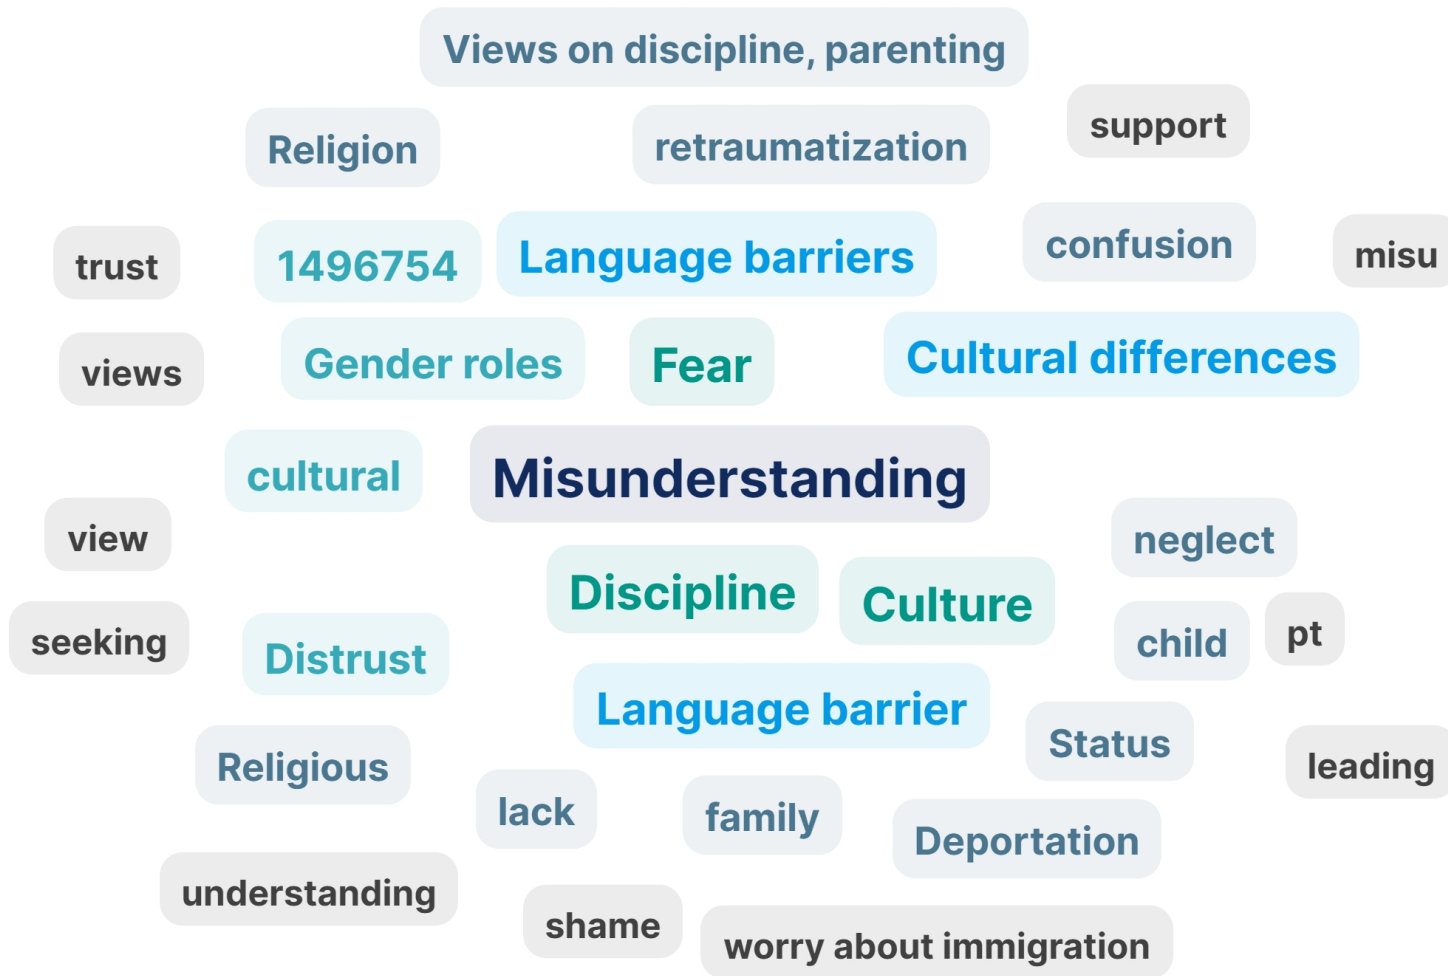 Views on discipline, parenting
support
Religion
retraumatization
trust
1496754
Language barriers
confusion
misu
views
Gender roles
Fear
Cultural differences
cultural
Misunderstanding
view
neglect
Discipline
Culture
seeking
Distrust
child
pt
Language barrier
Status
Religious
leading
lack
family
Deportation
understanding
shame
worry about immigration